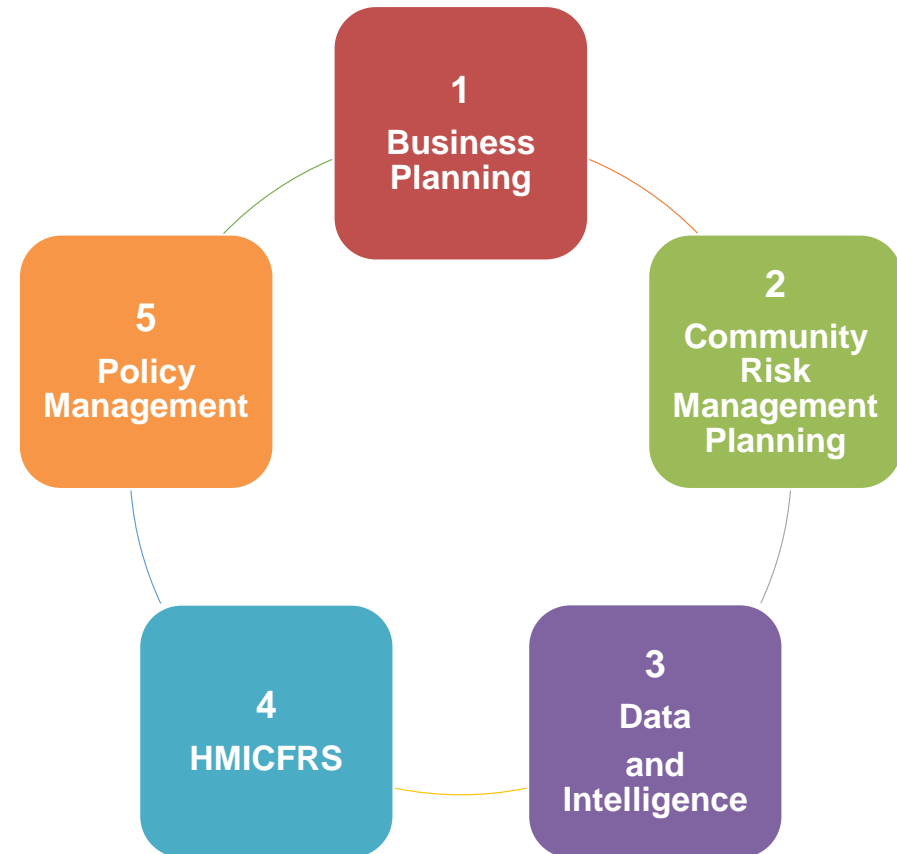 1
Business
Planning
2
Community
Risk
Management
Planning
3
Data
and
Intelligence
4
HMICFRS
5
Policy
Management